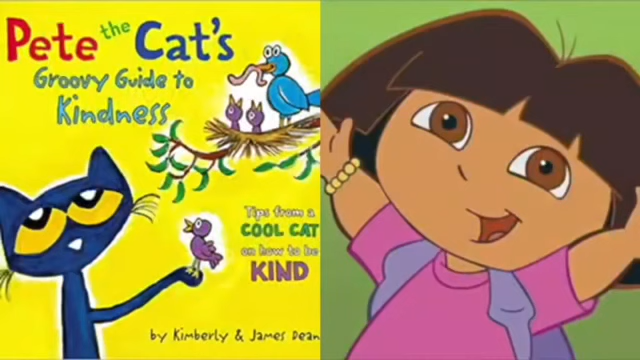 Pete the Cat's
Groovy Guide to
Kindness
Tips from a
COOL CAT
on how to be
KIND
by Kimberly & James Dean